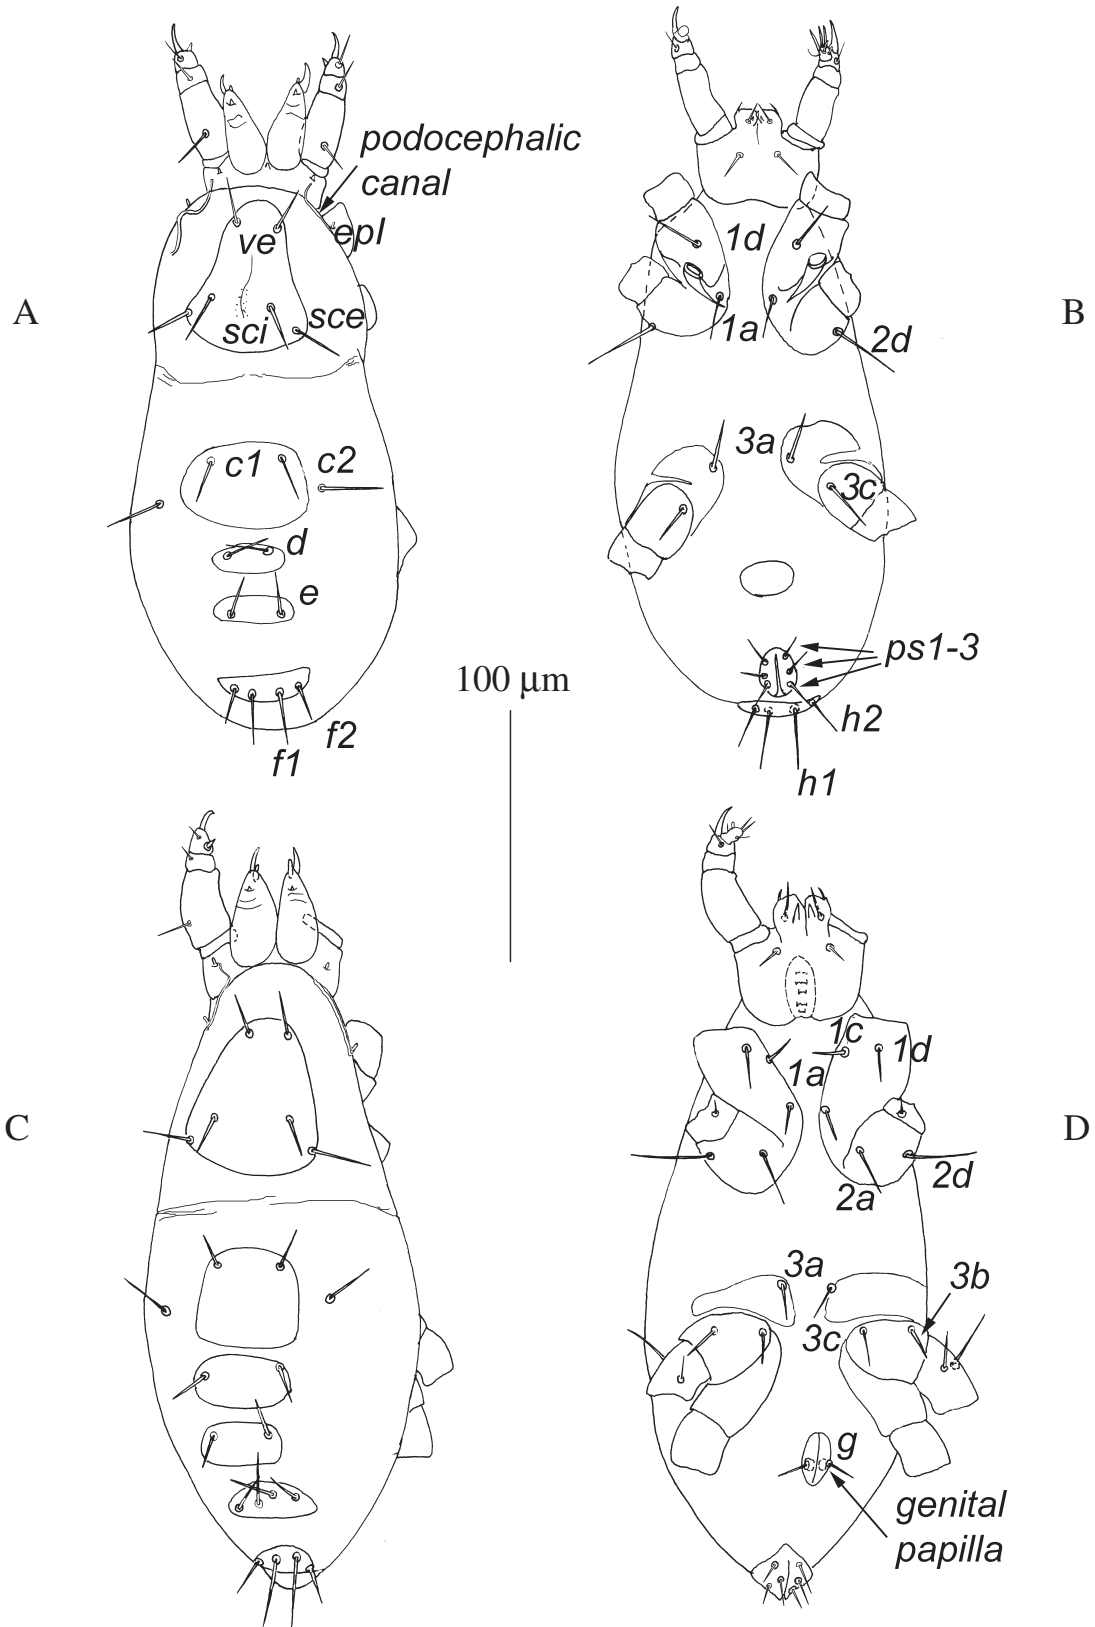 podocephalic
canal
ve
epI
A
sci
sce
c1
c2
d
e
f1
f2
B
1d
1a
2d
3a
3c
ps1-3
h2
h1
100 μm
C
D
1c
1d
1a
2a
2d
3a
3b
3c
g
genital
papilla